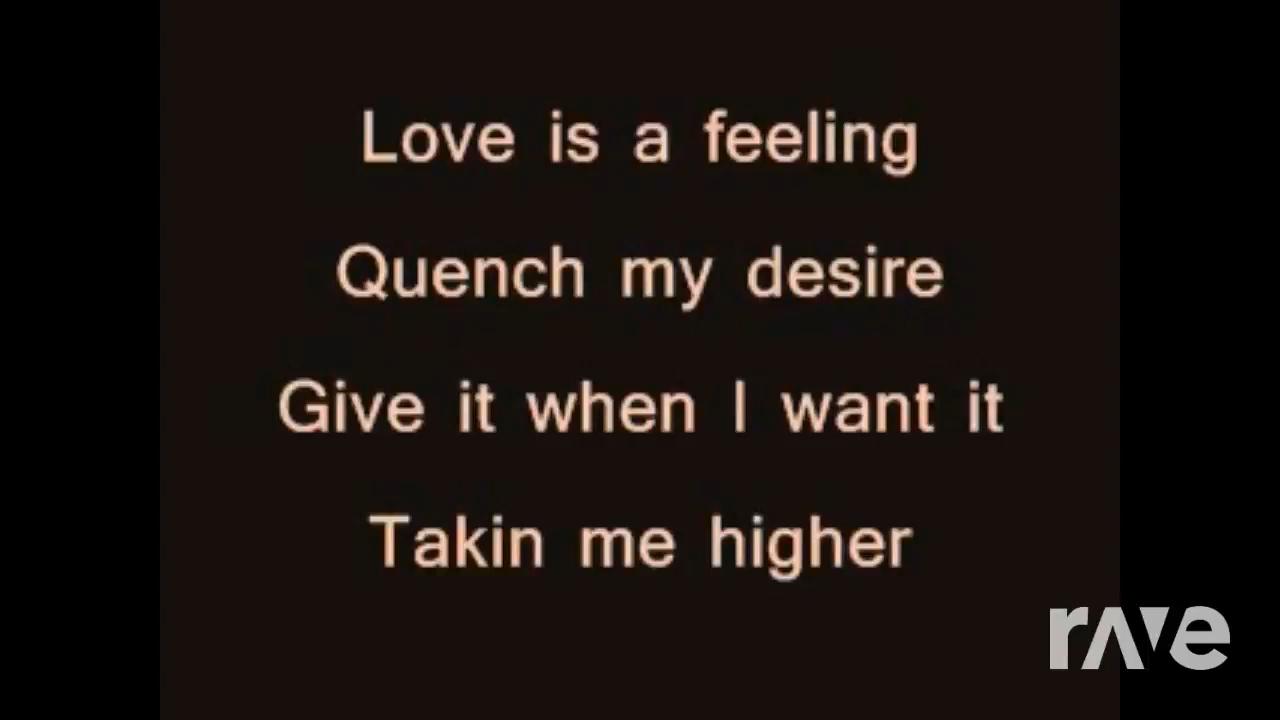 Love is a feeling
Quench my desire
Give it when I want it
Takin me higher
rave